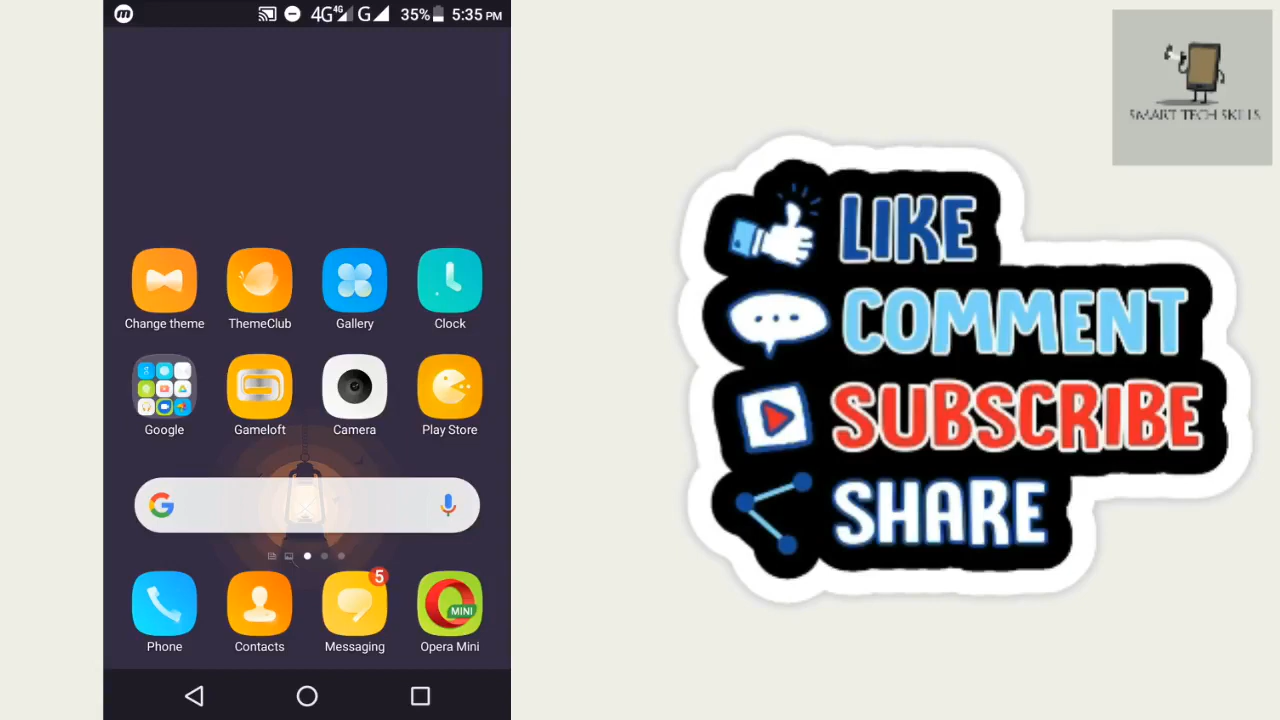 4G 4G G 35% 5:35 PM
Change theme ThemeClub Gallery Clock
Google Gameloft Camera Play Store
G
5
MINI
Phone Contacts Messaging Opera Mini
SMART TECH SKILLS
LIKE
COMMENT
SUBSCRIBE
SHARE